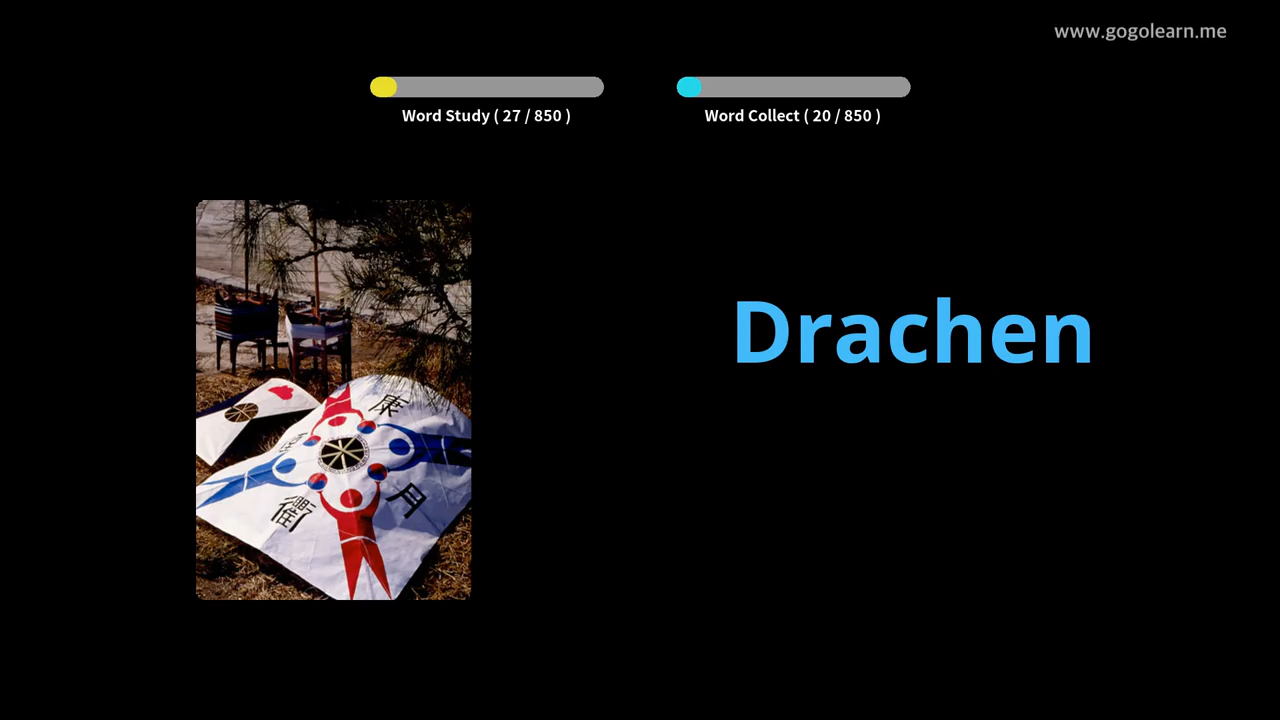 www.gogolearn.me
Word Study ( 27 / 850 )
Word Collect ( 20 / 850 )
Drachen
康
月
衛